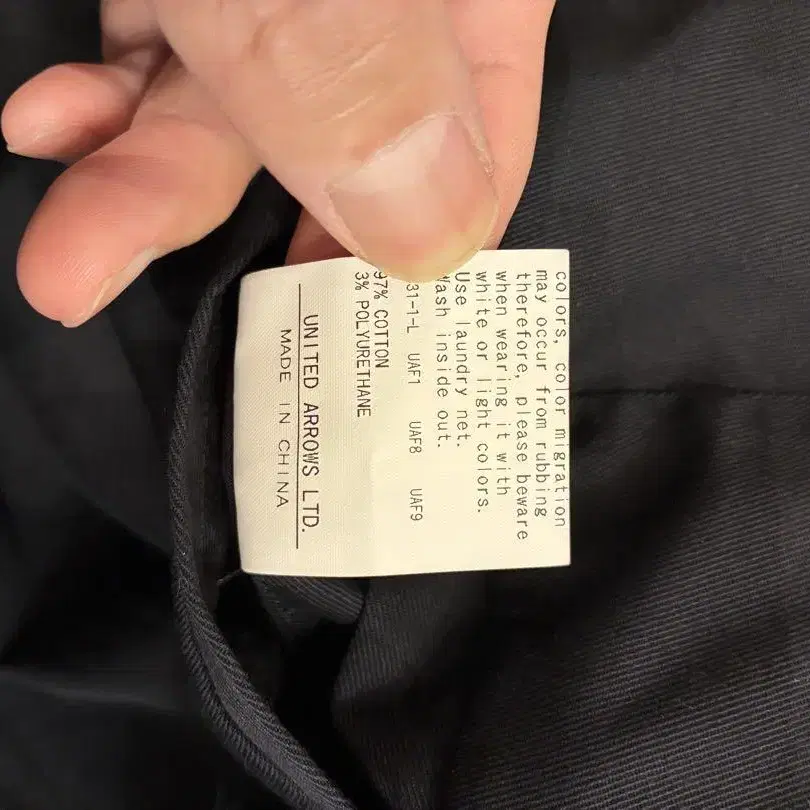 colors, color migration
may occur from rubbing
therefore, please beware
when wearing it with
white or light colors.
Use laundry net.
Wash inside out.
31-1-L UAF1 UAF8 UAF9
97% COTTON
3% POLYURETHANE
UNITED ARROWS LTD.
MADE IN CHINA